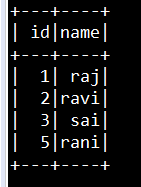 +---+----+
| id|name|
+---+----+
|  1| raj|
|  2|ravi|
|  3| sai|
|  5|rani|
+---+----+